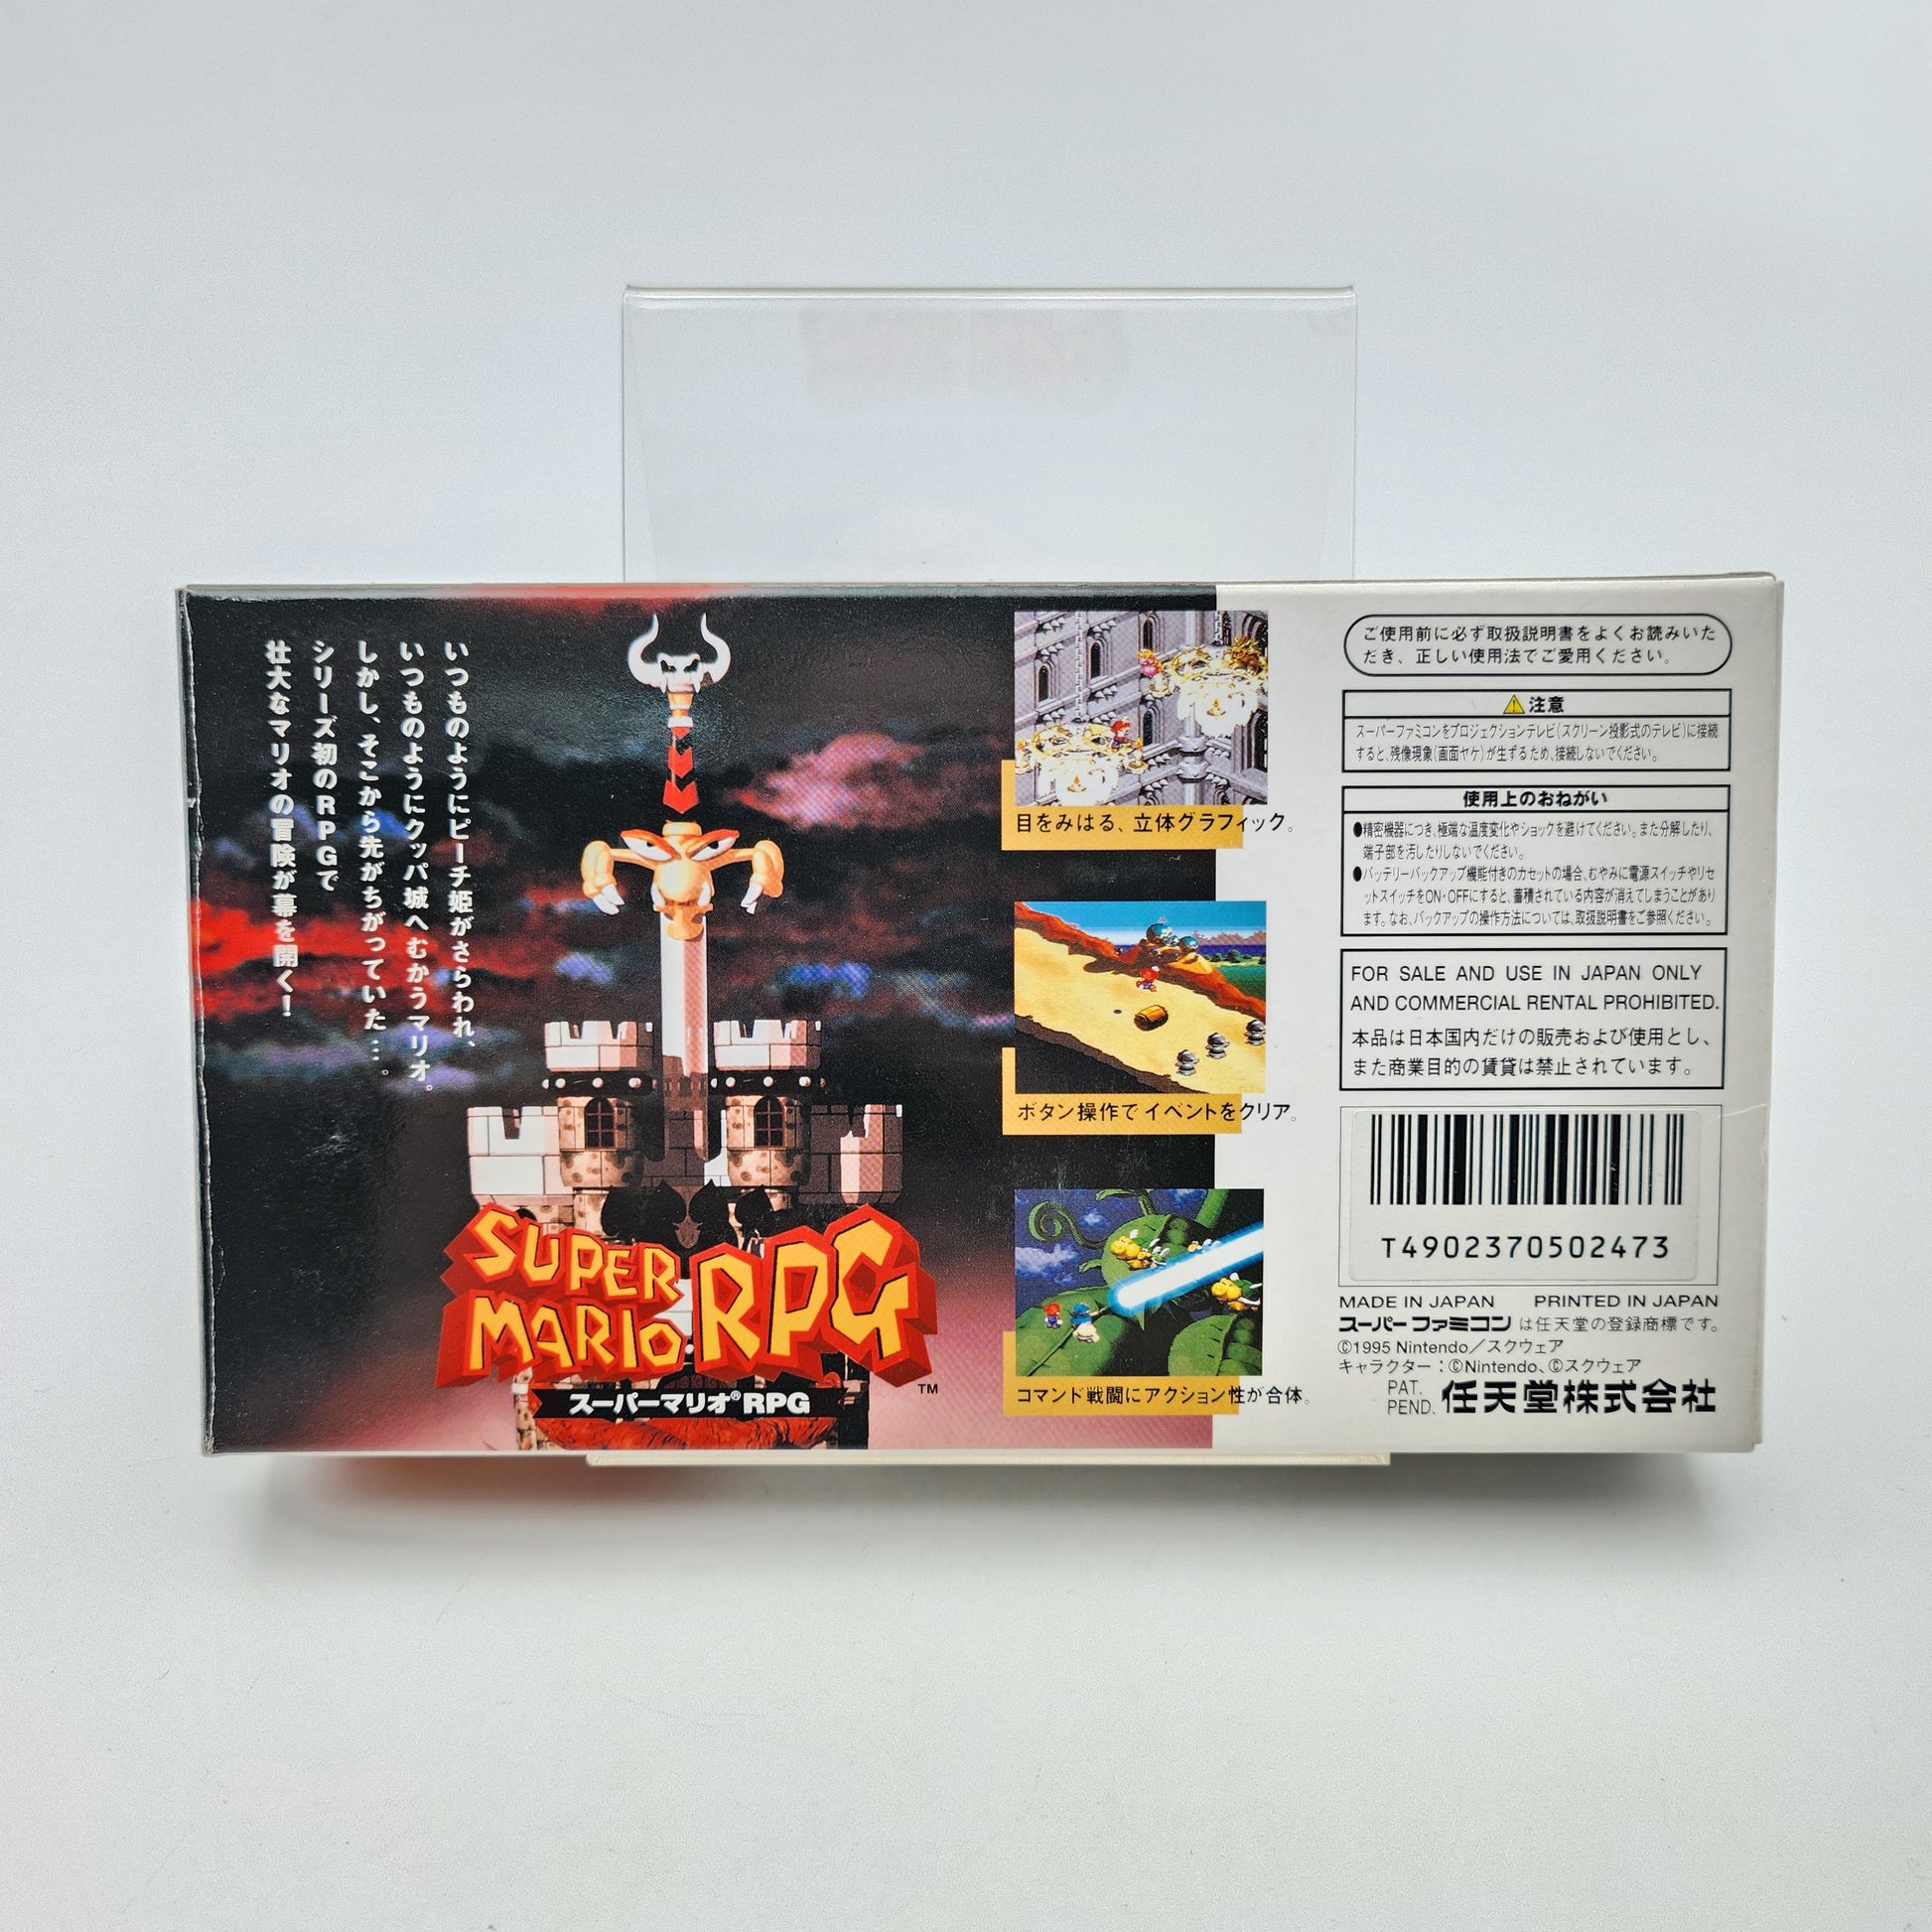 いつものようにピーチ姫がさらわれ、
いつものようにクッパ城へむかうマリオ。
しかし、そこから先がちがっていた…。
シリーズ初のRPGで
壮大なマリオの冒険が幕を開く!
SUPER
MARIO RPG
TM
スーパーマリオ®RPG
目をみはる、立体グラフィック。
ボタン操作でイベントをクリア。
コマンド戦闘にアクション性が合体。
ご使用前に必ず取扱説明書をよくお読みいた
だき、正しい使用法でご愛用ください。
注意
スーパーファミコンをプロジェクションテレビ(スクリーン投影式のテレビ)に接続
すると、残像現象(画面ヤケ)が生ずるため、接続しないでください。
使用上のおねがい
●精密機器につき、極端な温度変化やショックを避けてください。また分解したり、
端子部を汚したりしないでください。
●バッテリーバックアップ機能付きのカセットの場合、むやみに電源スイッチやリセ
ットスイッチをON・OFFにすると、蓄積されている内容が消えてしまうことがあり
ます。なお、バックアップの操作方法については、取扱説明書をご参照ください。
FOR SALE AND USE IN JAPAN ONLY
AND COMMERCIAL RENTAL PROHIBITED.
本品は日本国内だけの販売および使用とし、
また商業目的の賃貸は禁止されています。
T4902370502473
MADE IN JAPAN PRINTED IN JAPAN
スーパーファミコンは任天堂の登録商標です。
©1995 Nintendo/スクウェア
キャラクター:©Nintendo、©スクウェア
PAT.
PEND. 任天堂株式会社